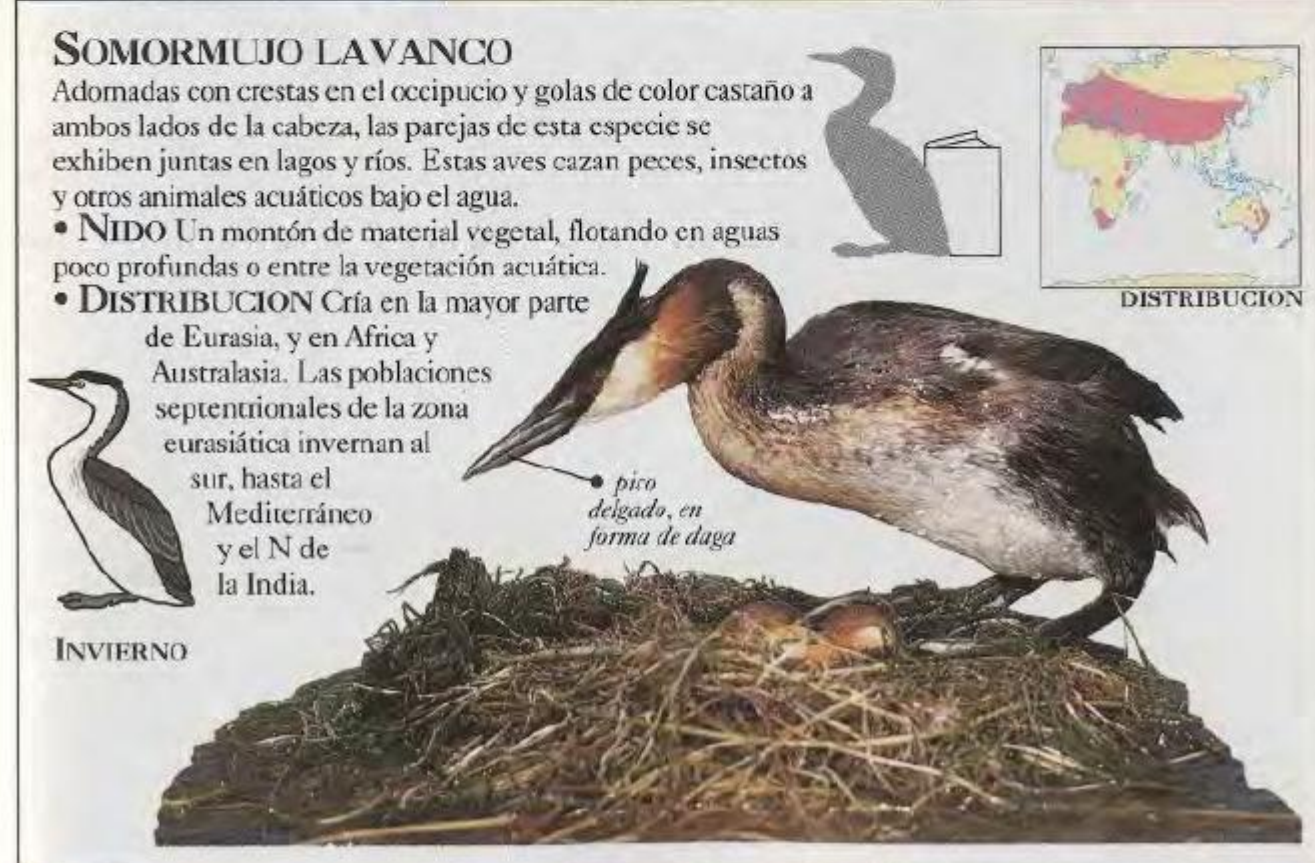 SOMORMUJO LAVANCO
Adornadas con crestas en el occipucio y golas de color castaño a
ambos lados de la cabeza, las parejas de esta especie se
exhiben juntas en lagos y ríos. Estas aves cazan peces, insectos
y otros animales acuáticos bajo el agua.
• NIDO Un montón de material vegetal, flotando en aguas
poco profundas o entre la vegetación acuática.
• DISTRIBUCION Cría en la mayor parte
de Eurasia, y en Africa y
Australasia. Las poblaciones
septentrionales de la zona
eurasiática invernan al
sur, hasta el
Mediterráneo
y el N de
la India.
INVIERNO
• pico
delgado, en
forma de daga
DISTRIBUCION